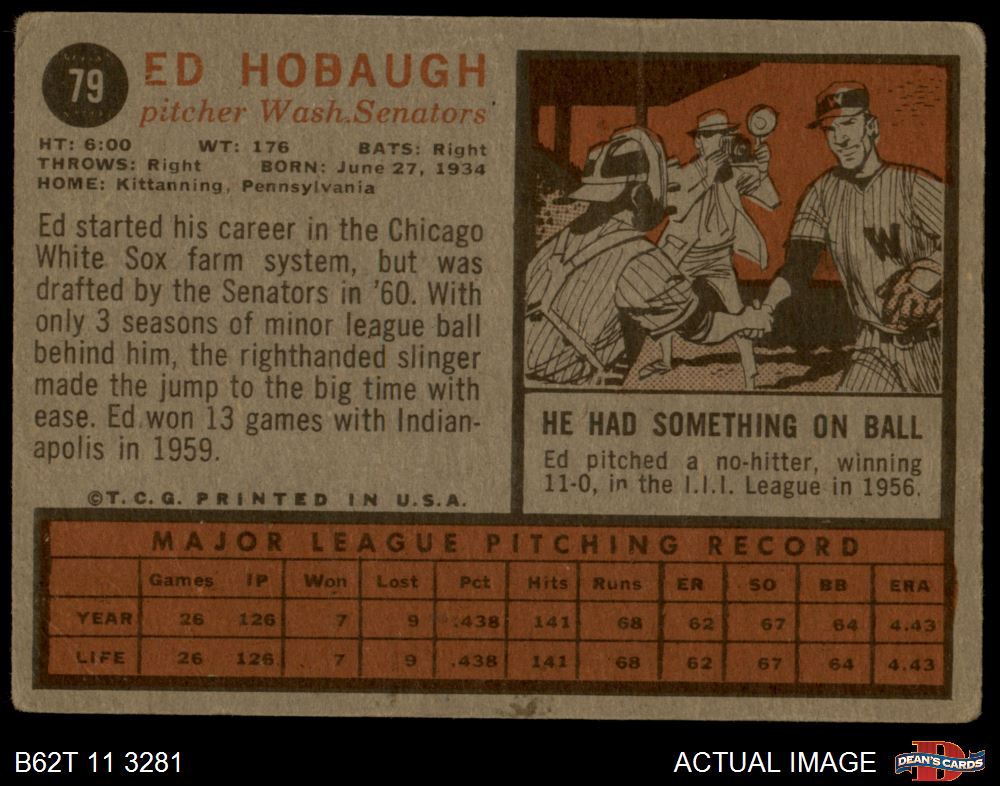 79
ED HOBAUGH
pitcher Wash.Senators
HT: 6:00 WT: 176 BATS: Right
THROWS: Right BORN: June 27, 1934
HOME: Kittanning, Pennsylvania
Ed started his career in the Chicago
White Sox farm system, but was
drafted by the Senators in '60. With
only 3 seasons of minor league ball
behind him, the righthanded slinger
made the jump to the big time with
ease. Ed won 13 games with Indian-
apolis in 1959.
©T.C.G. PRINTED IN U.S.A.
W
W
HE HAD SOMETHING ON BALL
Ed pitched a no-hitter, winning
11-0, in the I.I.I. League in 1956.
MAJOR LEAGUE PITCHING RECORD
Games IP Won Lost Pct Hits Runs ER SO BB ERA
YEAR 26 126 7 9 .438 141 68 62 67 64 4.43
LIFE 26 126 7 9 .438 141 68 62 67 64 4.43
B62T 11 3281
ACTUAL IMAGE
DEAN'S CARDS